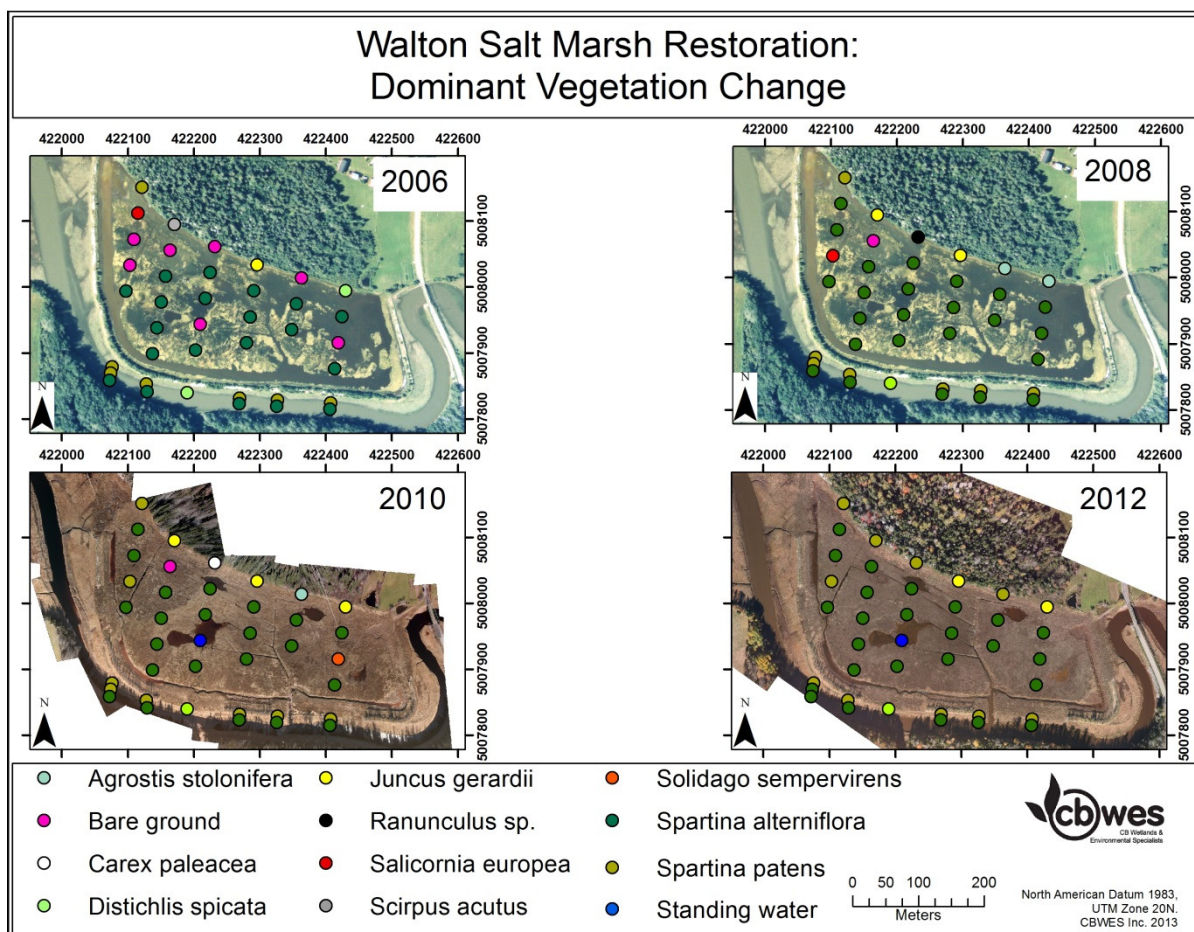 Walton Salt Marsh Restoration:
Dominant Vegetation Change
422000 422100 422200 422300 422400 422500 422600
2006
N
5008100
5008000
5007900
5007800
422000 422100 422200 422300 422400 422500 422600
2008
N
5008100
5008000
5007900
5007800
422000 422100 422200 422300 422400 422500 422600
2010
N
5008100
5008000
5007900
5007800
422000 422100 422200 422300 422400 422500 422600
2012
N
5008100
5008000
5007900
5007800
Agrostis stolonifera
Bare ground
Carex paleacea
Distichlis spicata
Juncus gerardii
Ranunculus sp.
Salicornia europea
Scirpus acutus
Solidago sempervirens
Spartina alterniflora
Spartina patens
Standing water
0 50 100 200
Meters
cbwes
CB Wetlands &
Environmental Specialists
North American Datum 1983,
UTM Zone 20N.
CBWES Inc. 2013